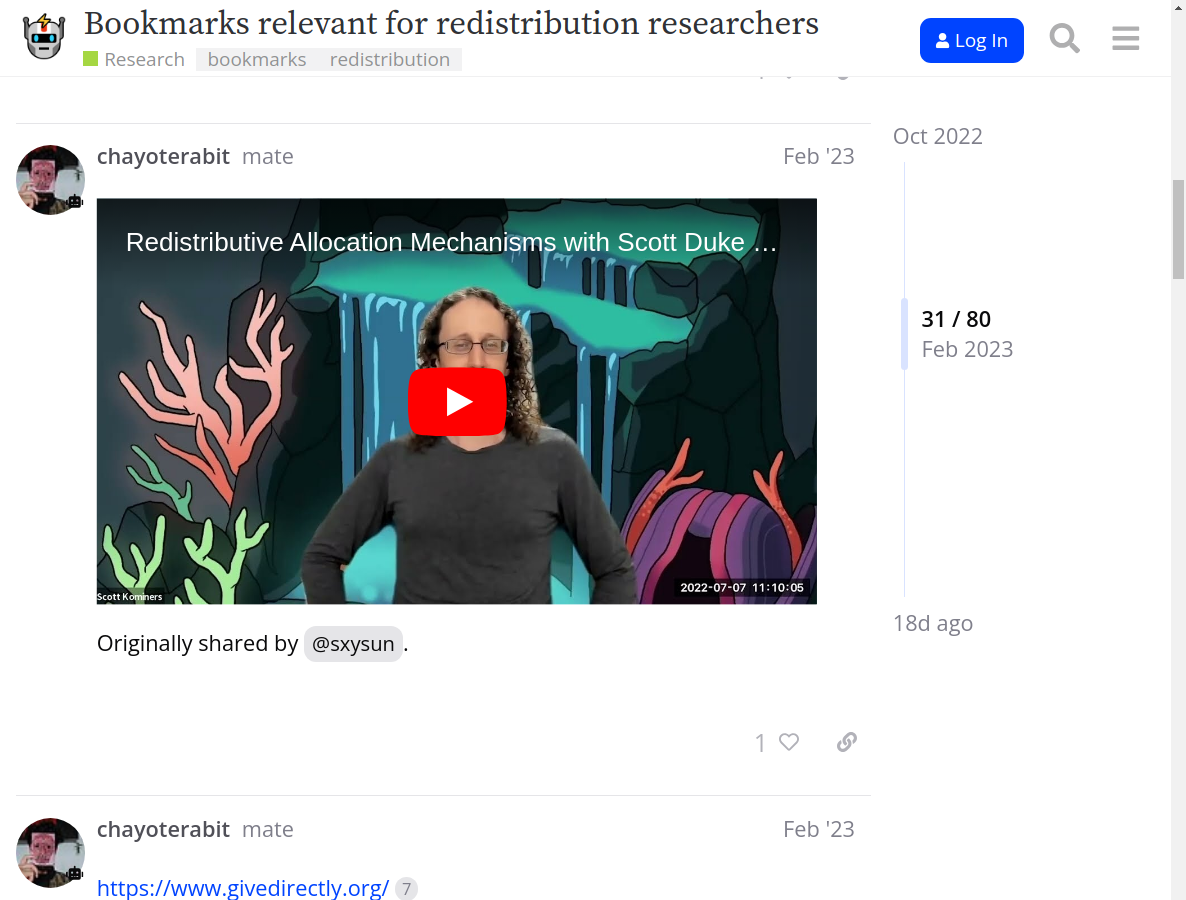 Bookmarks relevant for redistribution researchers
Research bookmarks redistribution
Log In
chayoterabit mate Feb '23
Oct 2022
Redistributive Allocation Mechanisms with Scott Duke …
31 / 80
Feb 2023
Scott Kominers
2022-07-07 11:10:05
18d ago
Originally shared by @sxysun.
1
chayoterabit mate Feb '23
https://www.givedirectly.org/ 7